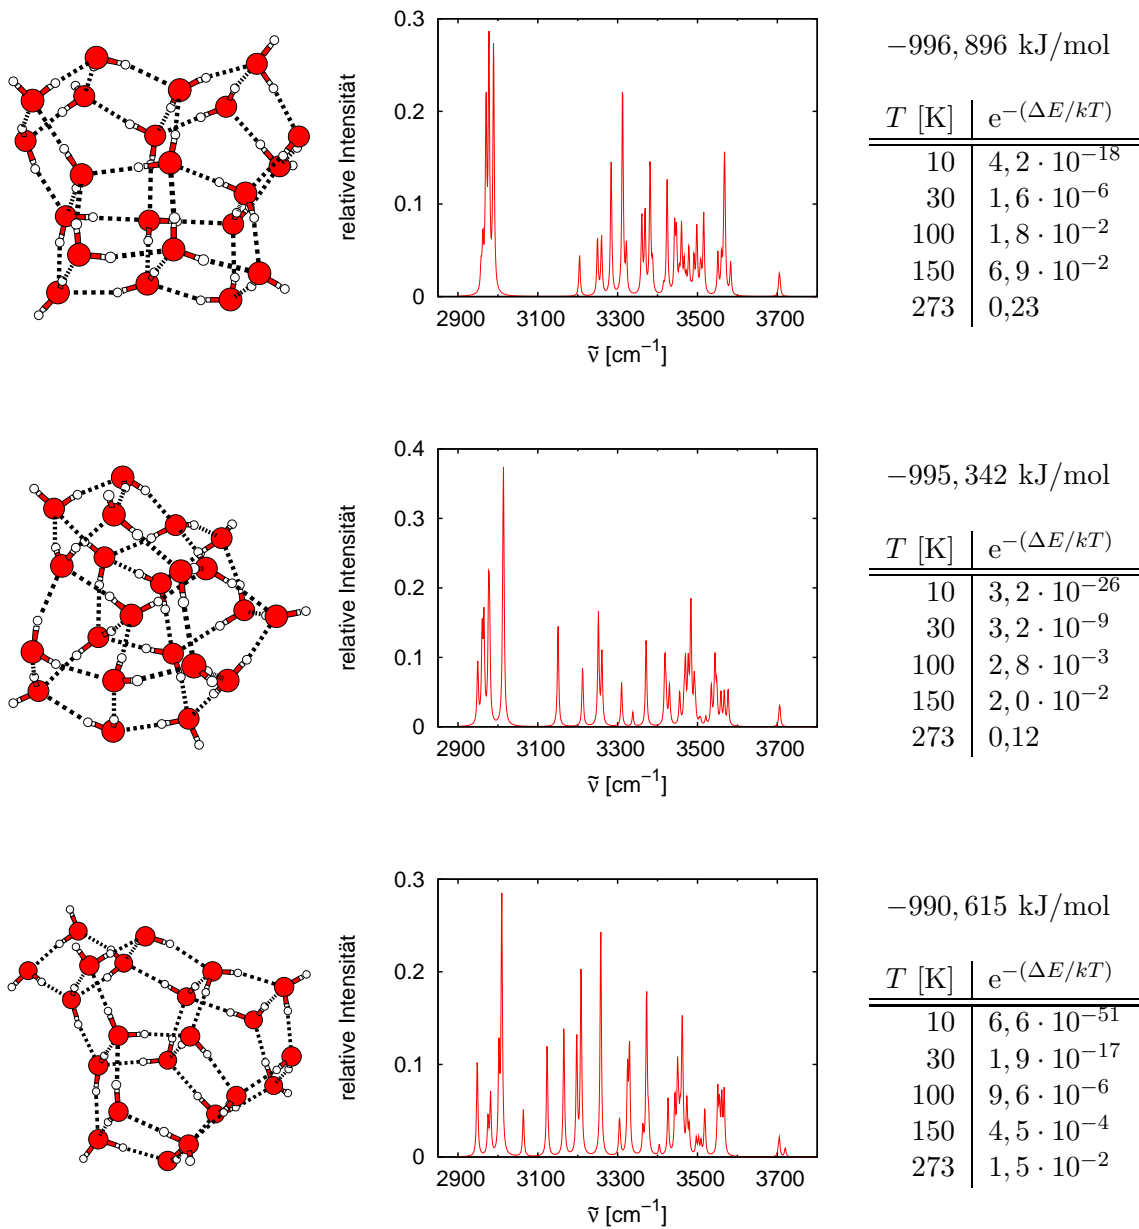 0.3
0.2
0.1
0
2900 3100 3300 3500 3700
relative Intensität
ν̃ [cm⁻¹]
−996, 896 kJ/mol
T [K] e^−(ΔE/kT)
10 4, 2 · 10⁻¹⁸
30 1, 6 · 10⁻⁶
100 1, 8 · 10⁻²
150 6, 9 · 10⁻²
273 0,23
0.4
0.3
0.2
0.1
0
2900 3100 3300 3500 3700
relative Intensität
ν̃ [cm⁻¹]
−995, 342 kJ/mol
T [K] e^−(ΔE/kT)
10 3, 2 · 10⁻²⁶
30 3, 2 · 10⁻⁹
100 2, 8 · 10⁻³
150 2, 0 · 10⁻²
273 0,12
0.3
0.2
0.1
0
2900 3100 3300 3500 3700
relative Intensität
ν̃ [cm⁻¹]
−990, 615 kJ/mol
T [K] e^−(ΔE/kT)
10 6, 6 · 10⁻⁵¹
30 1, 9 · 10⁻¹⁷
100 9, 6 · 10⁻⁶
150 4, 5 · 10⁻⁴
273 1, 5 · 10⁻²